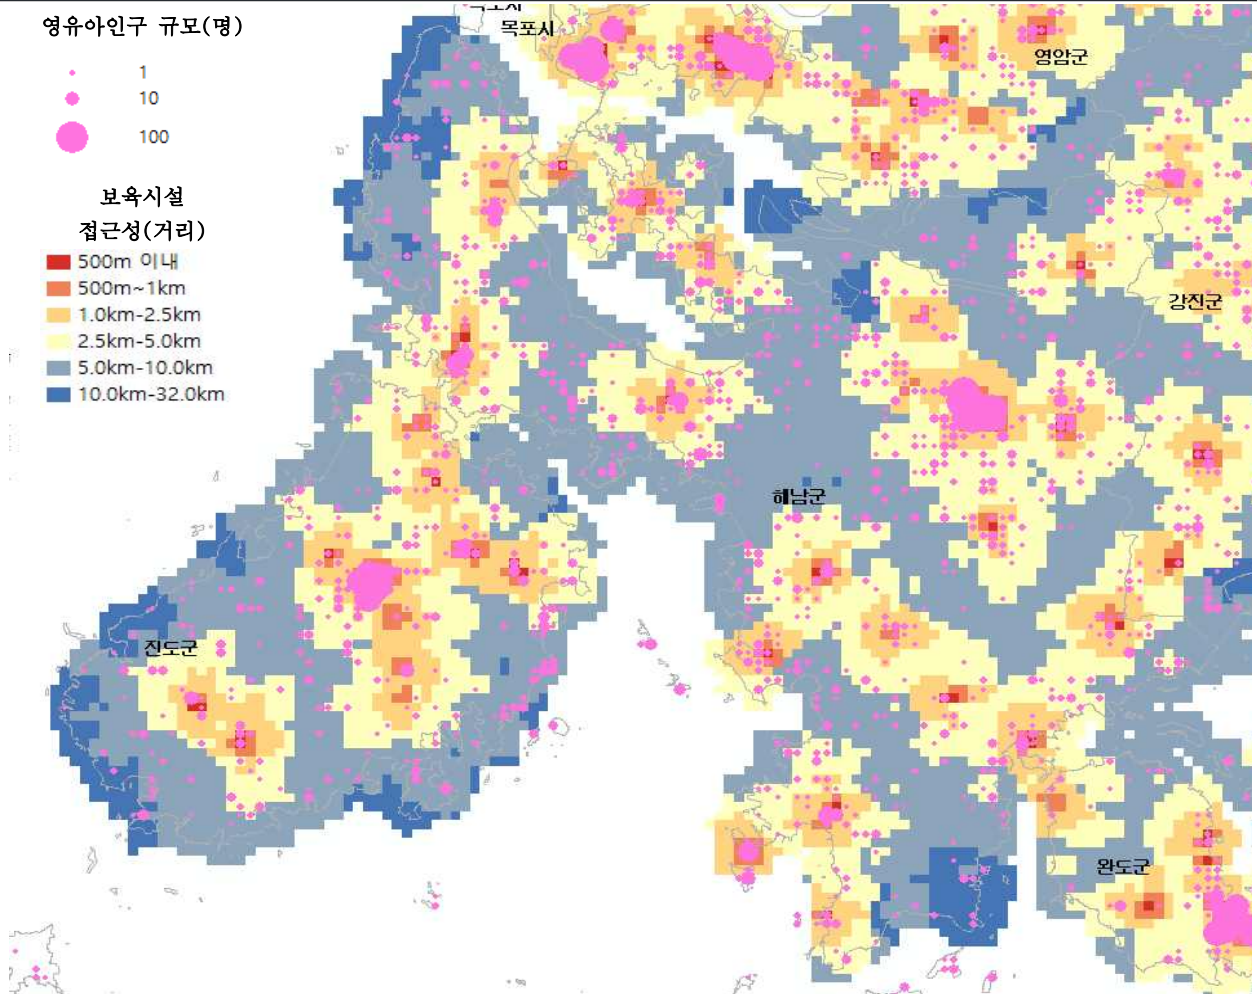 영유아인구 규모(명)
1
10
100
보육시설
접근성(거리)
500m 이내
500m~1km
1.0km-2.5km
2.5km-5.0km
5.0km-10.0km
10.0km-32.0km
목포시
영암군
강진군
해남군
진도군
완도군